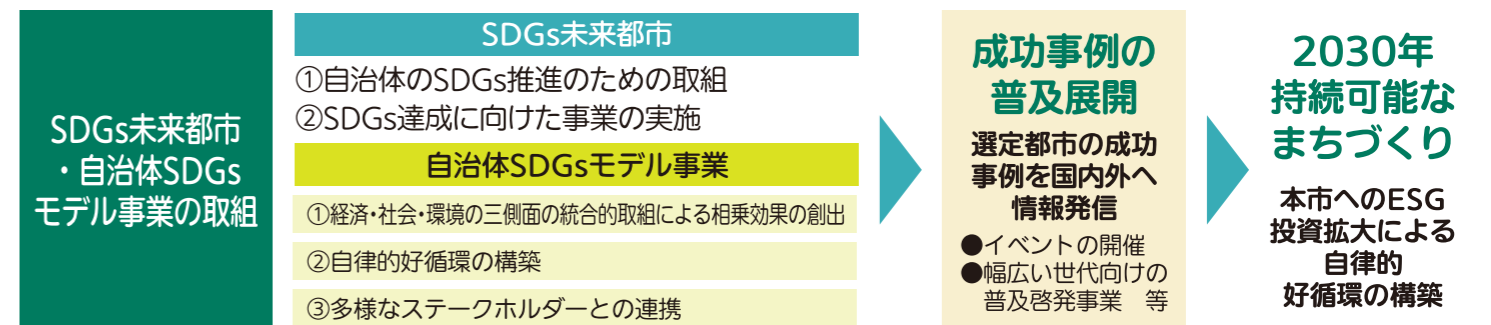 SDGs未来都市
・自治体SDGs
モデル事業の取組
SDGs未来都市
①自治体のSDGs推進のための取組
②SDGs達成に向けた事業の実施
自治体SDGsモデル事業
①経済・社会・環境の三側面の統合的取組による相乗効果の創出
②自律的好循環の構築
③多様なステークホルダーとの連携
成功事例の
普及展開
選定都市の成功
事例を国内外へ
情報発信
●イベントの開催
●幅広い世代向けの
普及啓発事業　等
2030年
持続可能な
まちづくり
本市へのESG
投資拡大による
自律的
好循環の構築